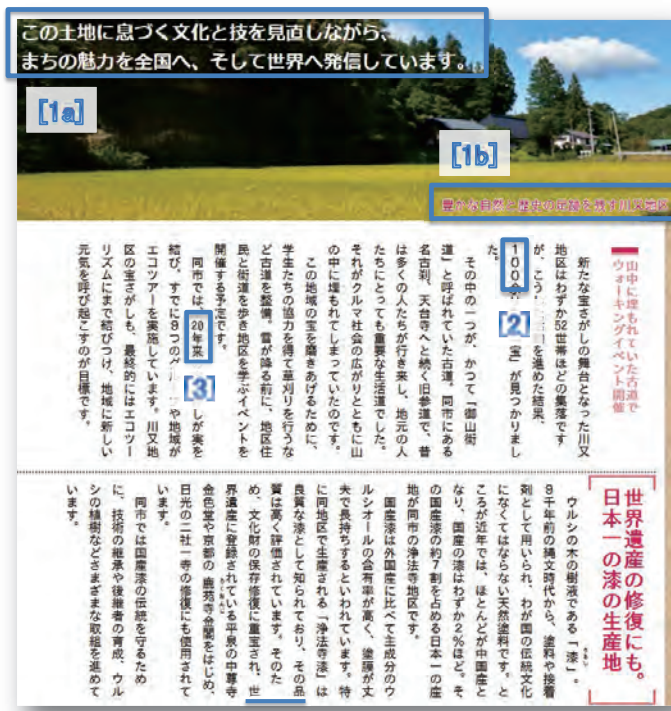 この土地に息づく文化と技を見直しながら、
まちの魅力を全国へ、そして世界へ発信しています。
[1a]
[1b]
豊かな自然と歴史の伝跡を残す川又地区
山中に埋もれていた古道で
ウォーキングイベント開催
新たな宝さがしの舞台となった川又
地区はわずか52世帯ほどの集落です
が、こう
を進めた結果、
100
[2]
宝」が見つかりまし
た。
その中の一つが、かつて「御山街
道」と呼ばれていた古道。同市にある
名古刹、天台寺へと続く旧参道で、昔
は多くの人たちが行き来し、地元の人
たちにとっても重要な生活道でした。
それがクルマ社会の広がりとともに山
の中に埋もれてしまっていたのです。
この地域の宝を磨きあげるために、
学生たちの協力を得て草刈りを行うな
ど古道を整備。雪が降る前に、地区住
民と街道を歩き地区を学ぶイベントを
開催する予定です。
同市では、20年来
[3]
しが実を
結び、すでに9つの
や地域が
エコツアーを実施しています。川又地
区の宝さがしも、最終的にはエコツー
リズムにまで結びつけ、地域に新しい
元気を呼び起こすのが目標です。
世界遺産の修復にも。
日本一の漆の生産地
ウルシの木の樹液である「漆」。
うるし
9千年前の縄文時代から、塗料や接着
剤として用いられ、わが国の伝統文化
になくてはならない天然塗料です。と
ころが近年では、ほとんどが中国産と
なり、国産の漆はわずか2%ほど。そ
の国産漆の約7割を占める日本一の産
地が同市の浄法寺地区です。
国産漆は外国産に比べて主成分のウ
ルシオールの含有率が高く、塗膜が丈
夫で長持ちするといわれています。特
に同地区で生産される「浄法寺漆」は
良質な漆として知られており、その品
質は高く評価されています。そのた
め、文化財の保存修復に重宝され、世
界遺産に登録されている平泉の中尊寺
金色堂や京都の鹿苑寺金閣をはじめ、
ろくおんじ
日光の二社一寺の修復にも使用されて
います。
同市では国産漆の伝統を守るため
に、技術の継承や後継者の育成、ウル
シの植樹などさまざまな取組を進めて
います。